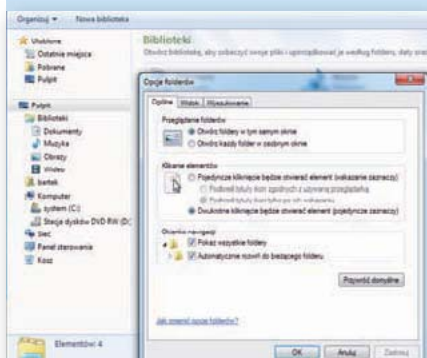 Organizuj
Nowa biblioteka
Ulubione
Ostatnie miejsca
Pobrane
Pulpit
Pulpit
Biblioteki
Dokumenty
Muzyka
Obrazy
Wideo
bartek
Komputer
system (C:)
Stacja dysków DVD RW (D:)
Sieć
Panel sterowania
Kosz
Elementów: 4
Biblioteki
Otwórz bibliotekę, aby zobaczyć swoje pliki i uporządkować je według folderu, daty oraz
Opcje folderów
Ogólne Widok Wyszukiwanie
Przeglądanie folderów
Otwórz foldery w tym samym oknie
Otwórz każdy folder w osobnym oknie
Klikanie elementów
Pojedyncze kliknięcie będzie otwierać element (wskazanie zaznaczy)
Podkreśl tytuły ikon zgodnych z używaną przeglądarką
Podkreśl tytuły ikon tylko po ich wskazaniu
Dwukrotne kliknięcie będzie otwierać element (pojedyncze zaznaczy)
Okienko nawigacji
Pokaż wszystkie foldery
Automatycznie rozwiń do bieżącego folderu
Przywróć domyślne
Jak zmienić opcje folderów?
OK Anuluj Zastosuj